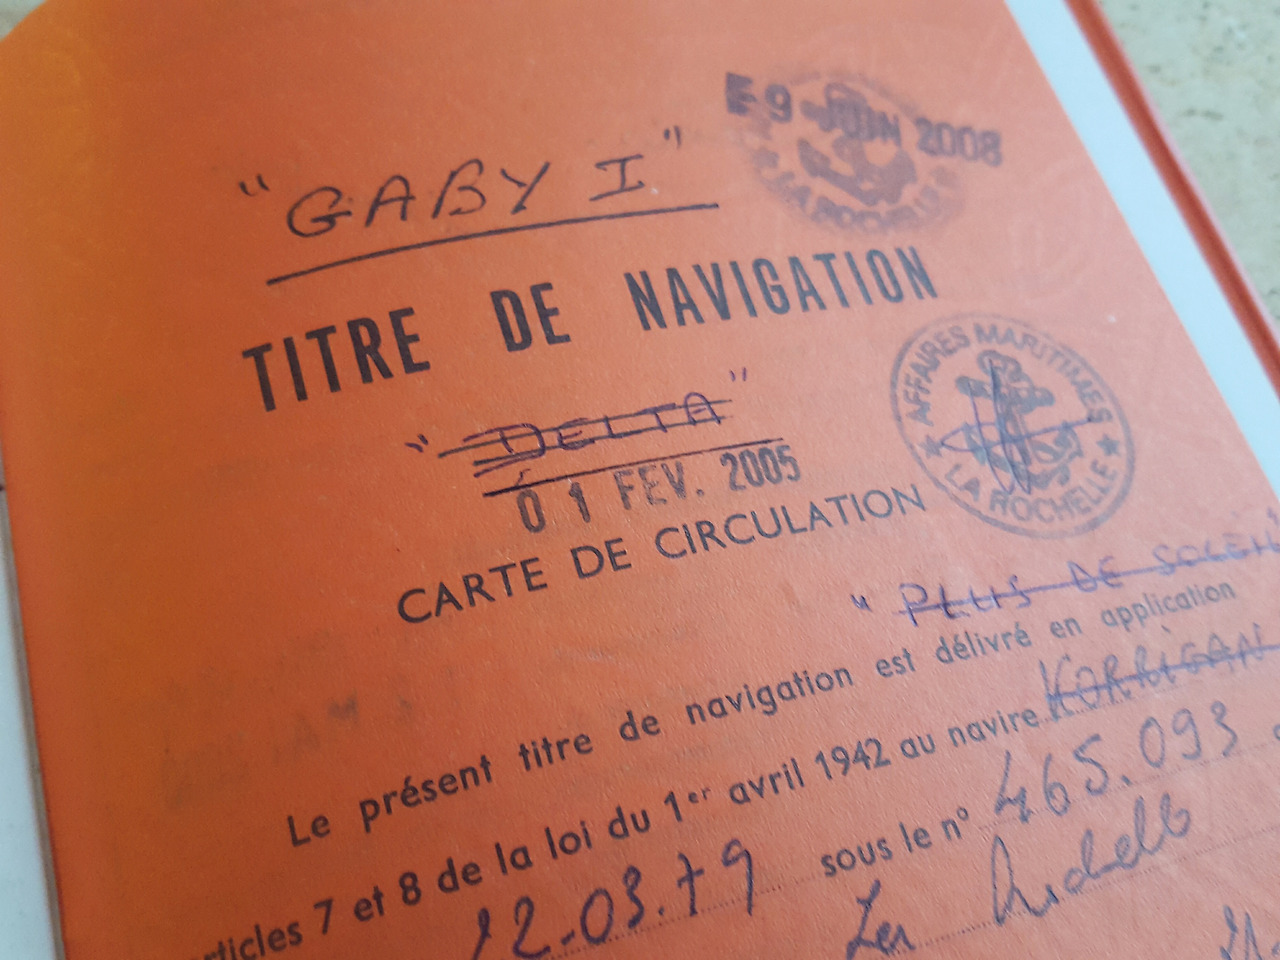 - 9 JUIN 2008
LA ROCHELLE
"GABY I"
TITRE DE NAVIGATION
"DELTA"
01 FEV. 2005
AFFAIRES MARITIMES
LA ROCHELLE
CARTE DE CIRCULATION
"PLUS DE SOLEIL"
Le présent titre de navigation est délivré en application
articles 7 et 8 de la loi du 1er avril 1942 au navire KORRIGAN
12.03.79 sous le n° 465.093
La Rochelle